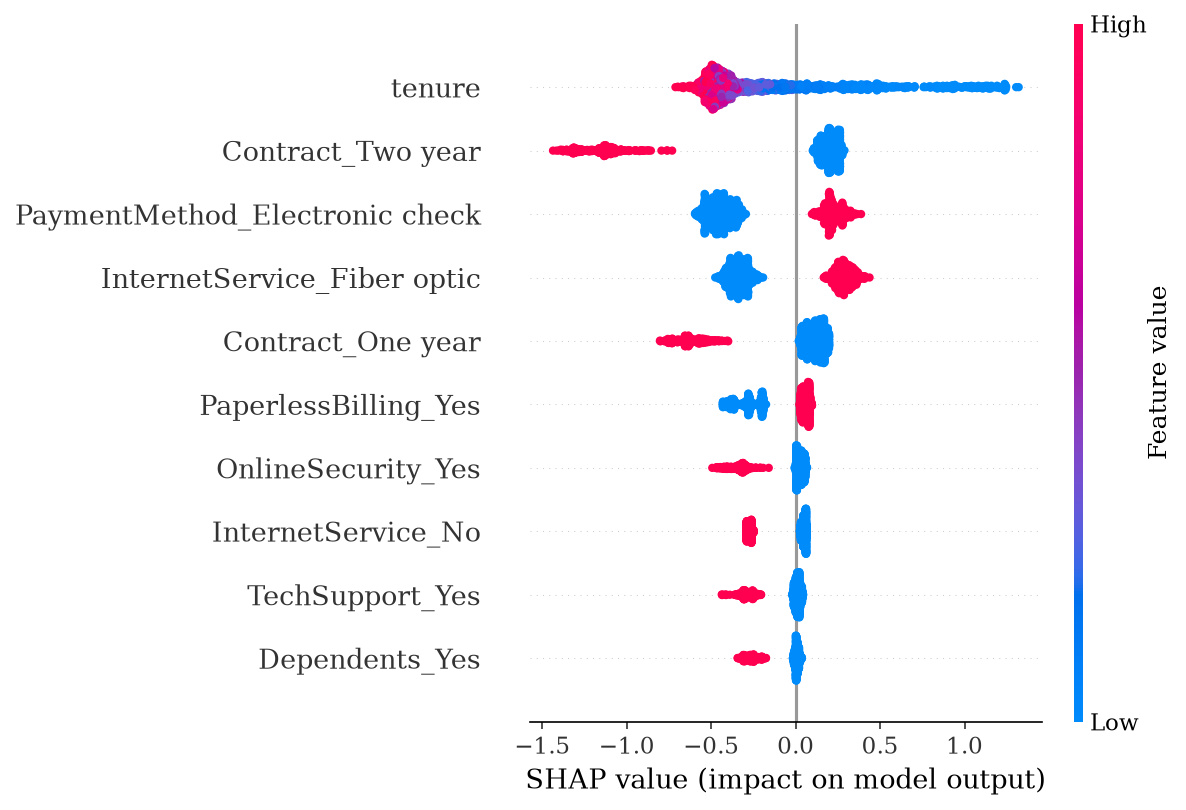 High
tenure
Contract_Two year
PaymentMethod_Electronic check
InternetService_Fiber optic
Contract_One year
PaperlessBilling_Yes
OnlineSecurity_Yes
InternetService_No
TechSupport_Yes
Dependents_Yes
Feature value
Low
−1.5 −1.0 −0.5 0.0 0.5 1.0
SHAP value (impact on model output)